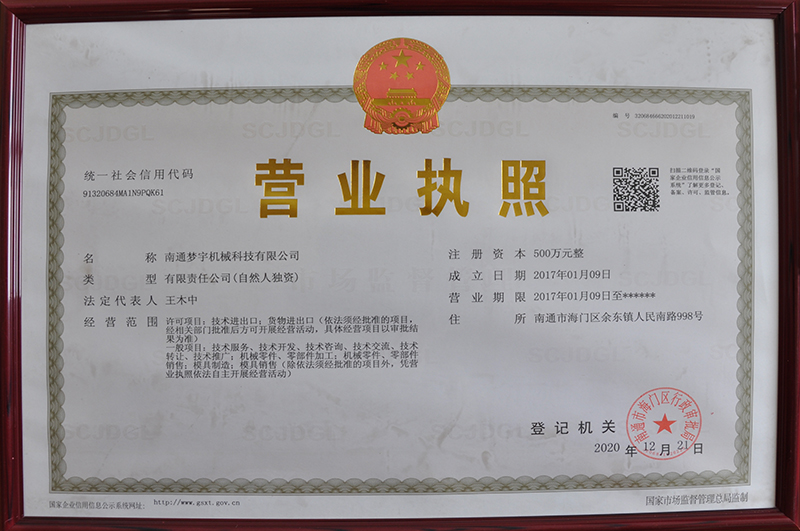 编 号 320684666202012211049
统一社会信用代码
91320684MA1N9PQK61
营业执照
扫描二维码登录“国
家企业信用信息公示
系统”了解更多登记、
备案、许可、监管信息。
名 称 南通梦宇机械科技有限公司
类 型 有限责任公司(自然人独资)
法定代表人 王木中
经营范围 许可项目：技术进出口；货物进出口（依法须经批准的项目，
经相关部门批准后方可开展经营活动，具体经营项目以审批结
果为准）
一般项目：技术服务、技术开发、技术咨询、技术交流、技术
转让、技术推广；机械零件、零部件加工；机械零件、零部件
销售；模具制造；模具销售（除依法须经批准的项目外，凭营
业执照依法自主开展经营活动）
注册资本 500万元整
成立日期 2017年01月09日
营业期限 2017年01月09日至******
住 所 南通市海门区余东镇人民南路998号
登记机关
南通市海门区行政审批局
2020 年 12 月 21 日
国家企业信用信息公示系统网址： http://www.gsxt.gov.cn
国家市场监督管理总局监制